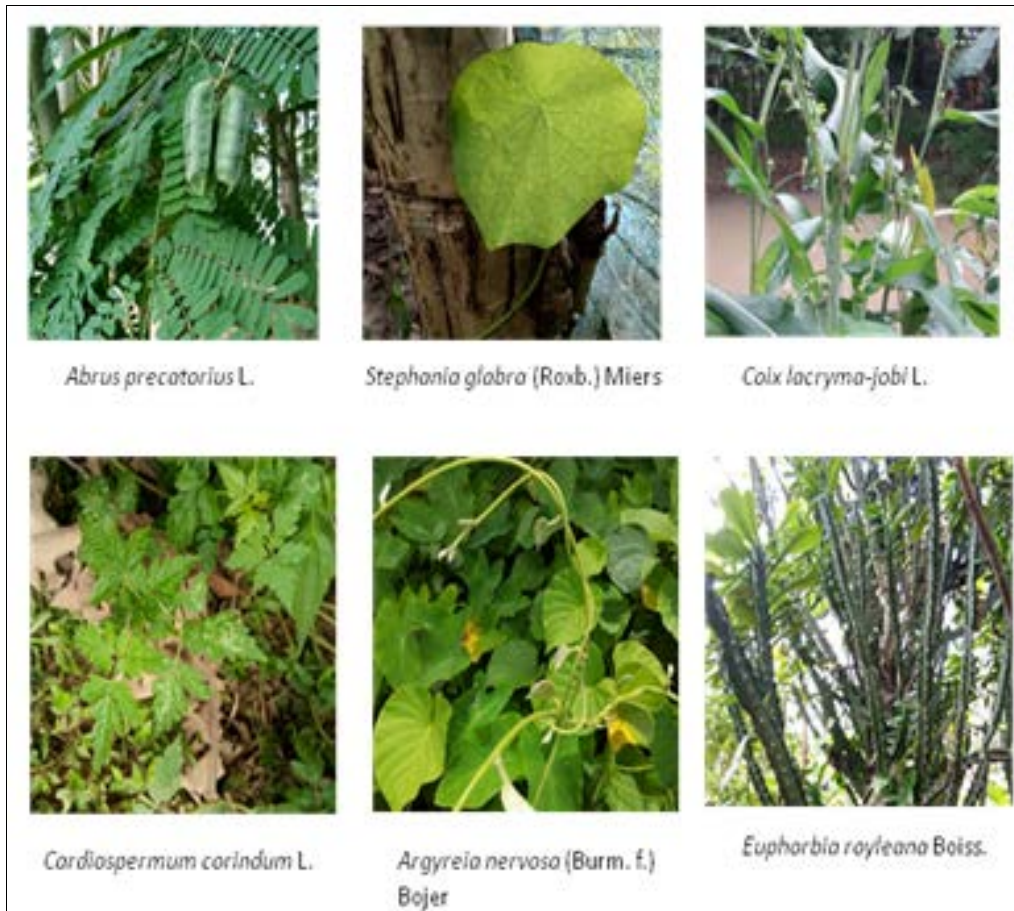 Abrus precatorius L.
Stephania glabra (Roxb.) Miers
Coix lacryma-jobi L.
Cardiospermum corindum L.
Argyreia nervosa (Burm. f.)
Bojer
Euphorbia royleana Boiss.